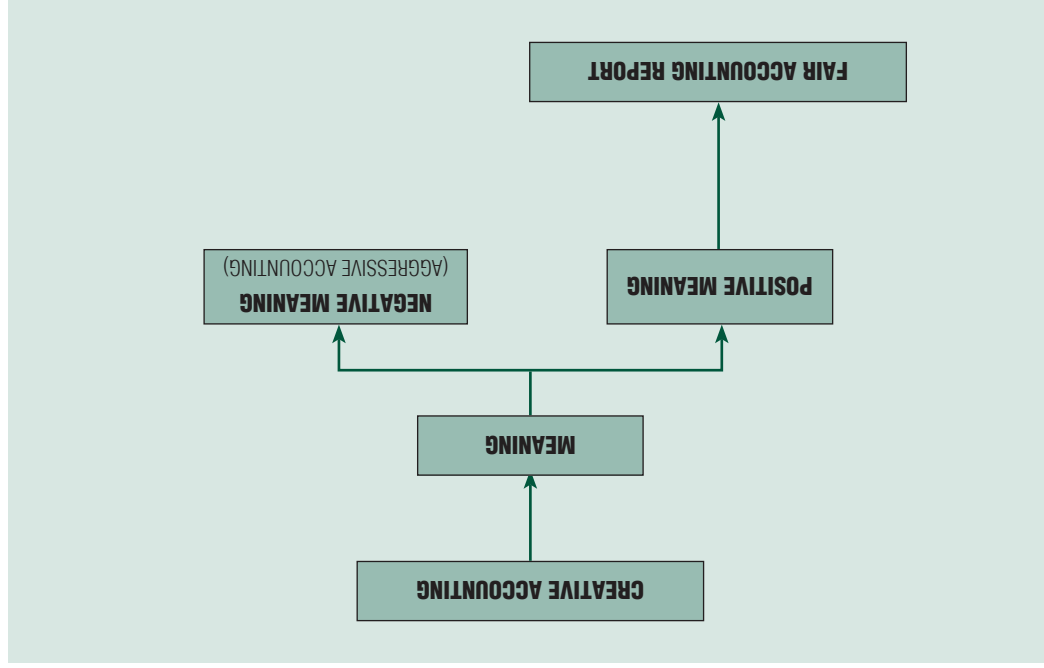 CREATIVE ACCOUNTING
MEANING
POSITIVE MEANING
NEGATIVE MEANING
(AGGRESSIVE ACCOUNTING)
FAIR ACCOUNTING REPORT